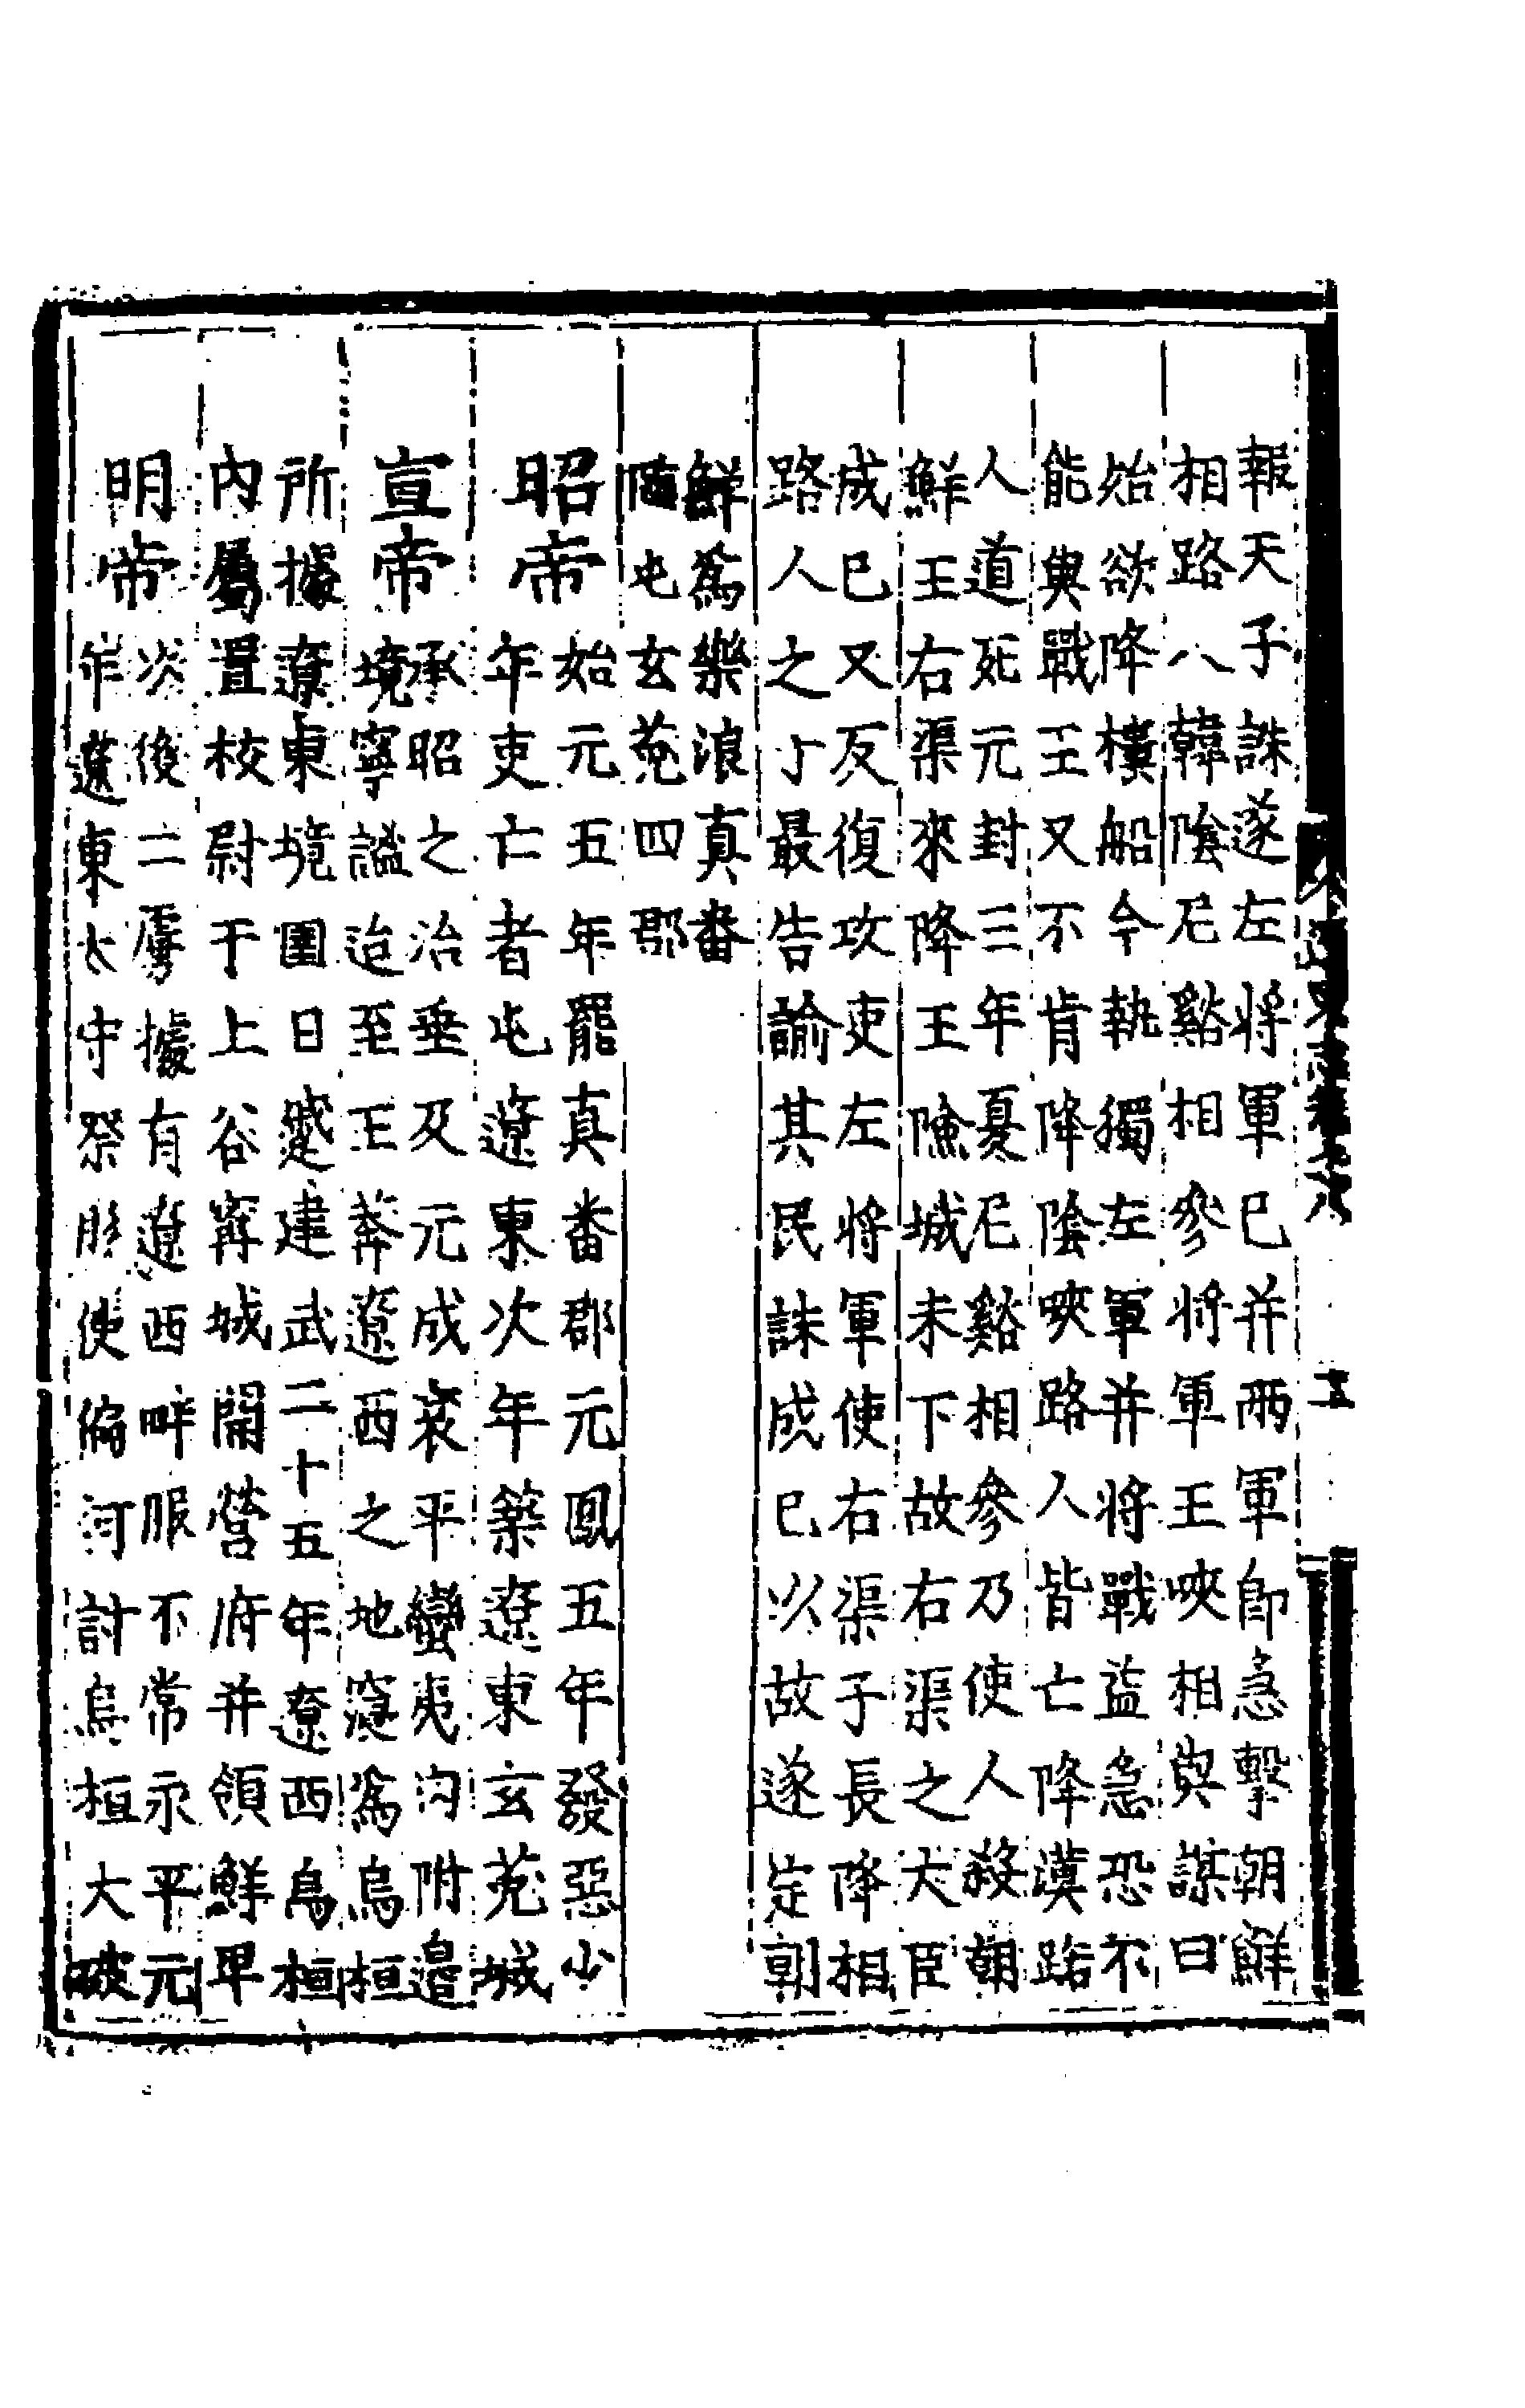 報天子誅遂左將軍已并兩軍即急擊朝鮮
相路人韓陰尼谿相參將軍王唊相與謀曰
始欲降樓船今執獨左軍并將戰益急恐不
能與戰王又不肯降陰唊路人皆亡降漢路
人道死元封三年夏尼谿相參乃使人殺朝
鮮王右渠來降王險城未下故右渠之大臣
成已又反復攻吏左將軍使右渠子長降相
路人之子最告諭其民誅成已以故遂定朝
鮮為樂浪真番
臨屯玄菟四郡
昭帝
始元五年罷真番郡元鳳五年發惡少
年吏亡者屯遼東次年築遼東玄菟城
宣帝
承昭之治垂及元成哀平蠻夷內附邊
境寧謐迨至王莽遼西之地寇為烏桓
所據遼東境圉日蹙建武二十五年遼西烏桓
內屬置校尉于上谷甯城開營府并領鮮卑
明帝
後二虜據有遼西畔服不常永平元
年遼東太守祭肜使偏何討烏桓大破
遼東志卷之八
五